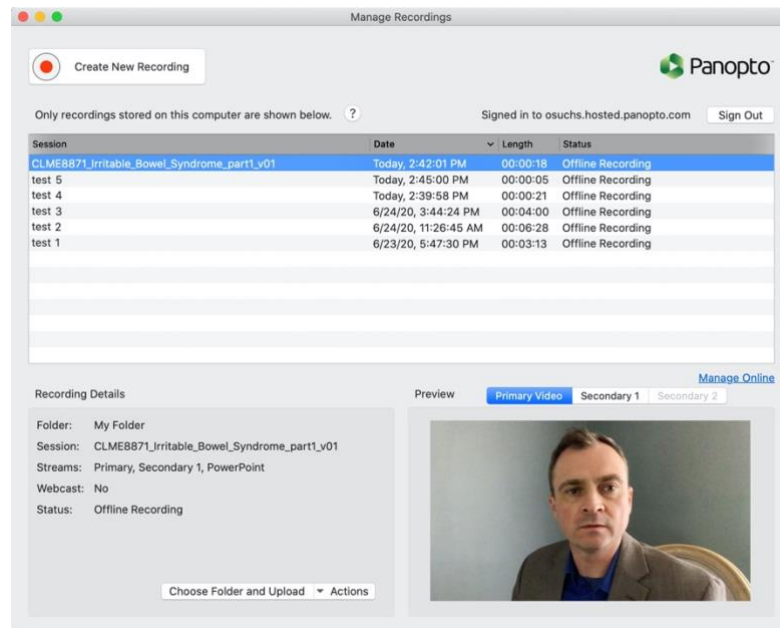 Manage Recordings
Create New Recording
Panopto
Only recordings stored on this computer are shown below. ?
Signed in to osuchs.hosted.panopto.com Sign Out
Session Date Length Status
CLME8871_Irritable_Bowel_Syndrome_part1_v01 Today, 2:42:01 PM 00:00:18 Offline Recording
test 5 Today, 2:45:00 PM 00:00:05 Offline Recording
test 4 Today, 2:39:58 PM 00:00:21 Offline Recording
test 3 6/24/20, 3:44:24 PM 00:04:00 Offline Recording
test 2 6/24/20, 11:26:45 AM 00:06:28 Offline Recording
test 1 6/23/20, 5:47:30 PM 00:03:13 Offline Recording
Manage Online
Recording Details
Preview Primary Video Secondary 1 Secondary 2
Folder: My Folder
Session: CLME8871_Irritable_Bowel_Syndrome_part1_v01
Streams: Primary, Secondary 1, PowerPoint
Webcast: No
Status: Offline Recording
Choose Folder and Upload Actions